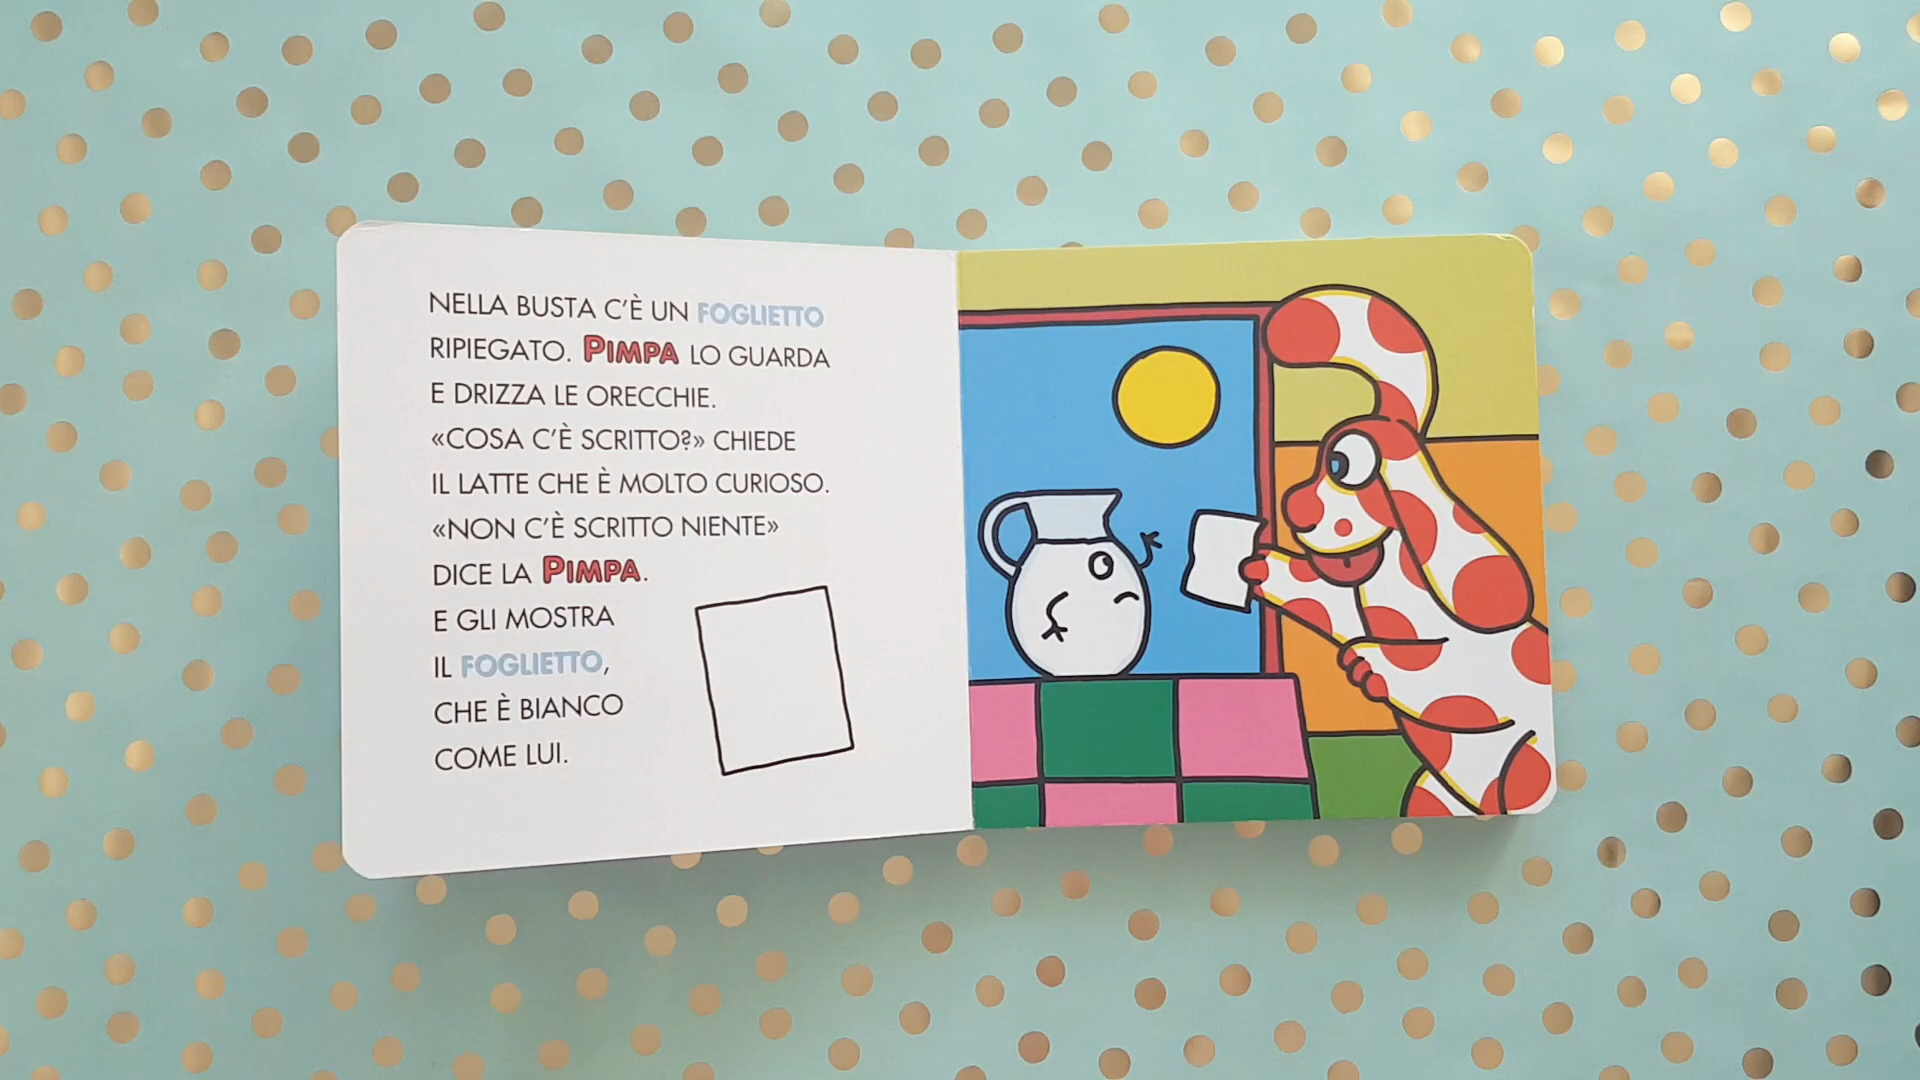 NELLA BUSTA C'È UN FOGLIETTO
RIPIEGATO. PIMPA LO GUARDA
E DRIZZA LE ORECCHIE.
«COSA C'È SCRITTO?» CHIEDE
IL LATTE CHE È MOLTO CURIOSO.
«NON C'È SCRITTO NIENTE»
DICE LA PIMPA.
E GLI MOSTRA
IL FOGLIETTO,
CHE È BIANCO
COME LUI.